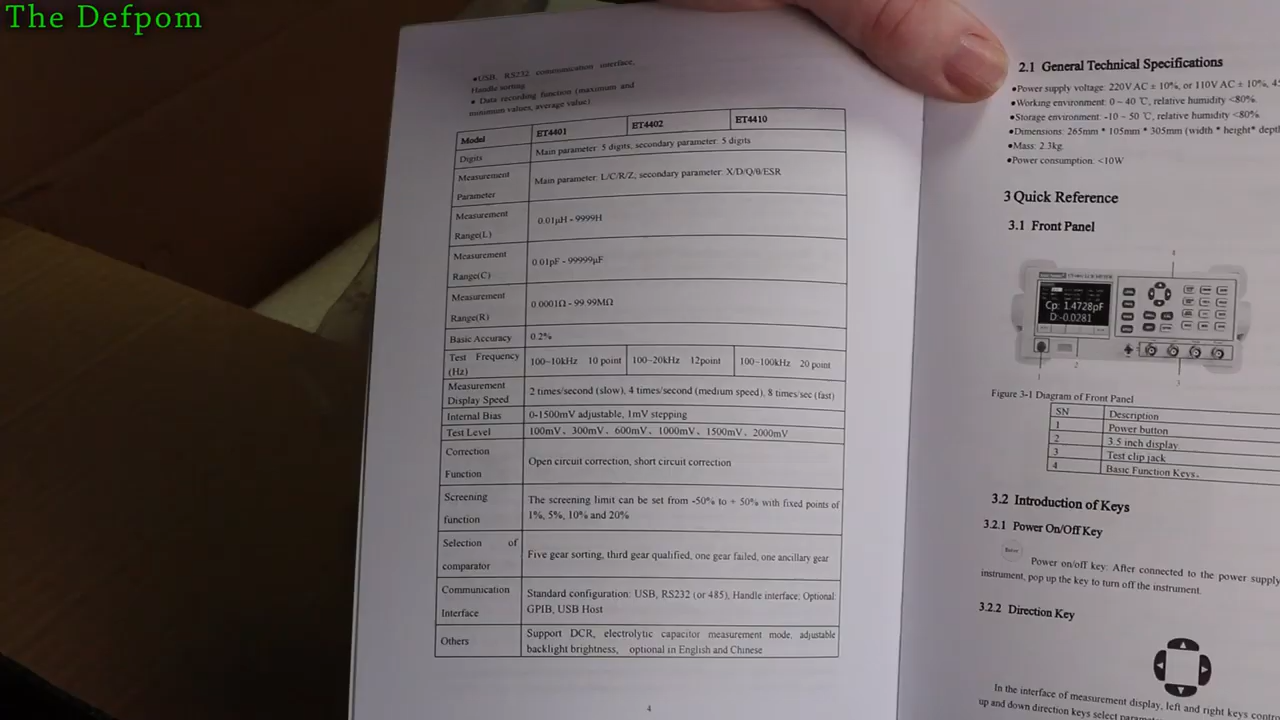 The Defpom
●USB, RS232 communication interface,
Handle sorting
● Data recording function (maximum and
minimum values, average value)
Model ET4401 ET4402 ET4410
Digits Main parameter: 5 digits, secondary parameter: 5 digits
Measurement
Parameter
Main parameter: L/C/R/Z, secondary parameter: X/D/Q/θ/ESR
Measurement
Range(L)
0.01μH - 9999H
Measurement
Range(C)
0.01pF - 99999μF
Measurement
Range(R)
0.0001Ω - 99.99MΩ
Basic Accuracy 0.2%
Test Frequency
(Hz)
100~10kHz 10 point 100~20kHz 12point 100~100kHz 20 point
Measurement
Display Speed
2 times/second (slow), 4 times/second (medium speed), 8 times/sec (fast)
Internal Bias 0-1500mV adjustable, 1mV stepping
Test Level 100mV、300mV、600mV、1000mV、1500mV、2000mV
Correction
Function
Open circuit correction, short circuit correction
Screening
function
The screening limit can be set from -50% to + 50% with fixed points of
1%, 5%, 10% and 20%
Selection of
comparator
Five gear sorting, third gear qualified, one gear failed, one ancillary gear
Communication
Interface
Standard configuration: USB, RS232 (or 485), Handle interface; Optional:
GPIB, USB Host
Others
Support DCR, electrolytic capacitor measurement mode, adjustable
backlight brightness, optional in English and Chinese
4
2.1 General Technical Specifications
●Power supply voltage: 220V AC ± 10%, or 110V AC ± 10%,
●Working environment: 0 ~ 40 ℃, relative humidity <80%.
●Storage environment: -10 ~ 50 ℃, relative humidity <80%.
●Dimensions: 265mm * 105mm * 305mm (width * height* depth
●Mass: 2.3kg.
●Power consumption: <10W
3 Quick Reference
3.1 Front Panel
4
Cp: 1.4728pF
D:-0.0281
1
2
3
Figure 3-1 Diagram of Front Panel
SN Description
1 Power button
2 3.5 inch display
3 Test clip jack
4 Basic Function Keys。
3.2 Introduction of Keys
3.2.1 Power On/Off Key
Power on/off key: After connected to the power supply
instrument, pop up the key to turn off the instrument.
3.2.2 Direction Key
In the interface of measurement display, left and right keys control
up and down direction keys select